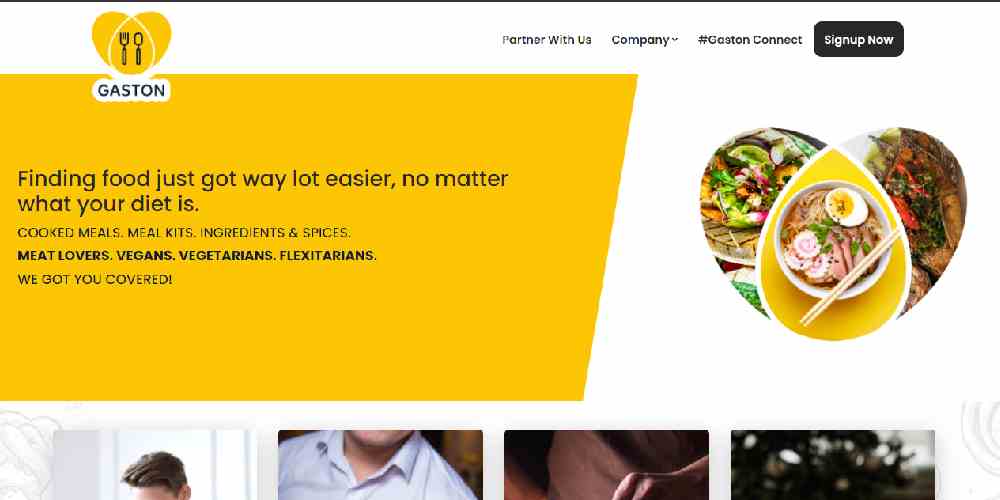 Partner With Us Company #Gaston Connect Signup Now
GASTON
Finding food just got way lot easier, no matter
what your diet is.
COOKED MEALS. MEAL KITS. INGREDIENTS & SPICES.
MEAT LOVERS. VEGANS. VEGETARIANS. FLEXITARIANS.
WE GOT YOU COVERED!